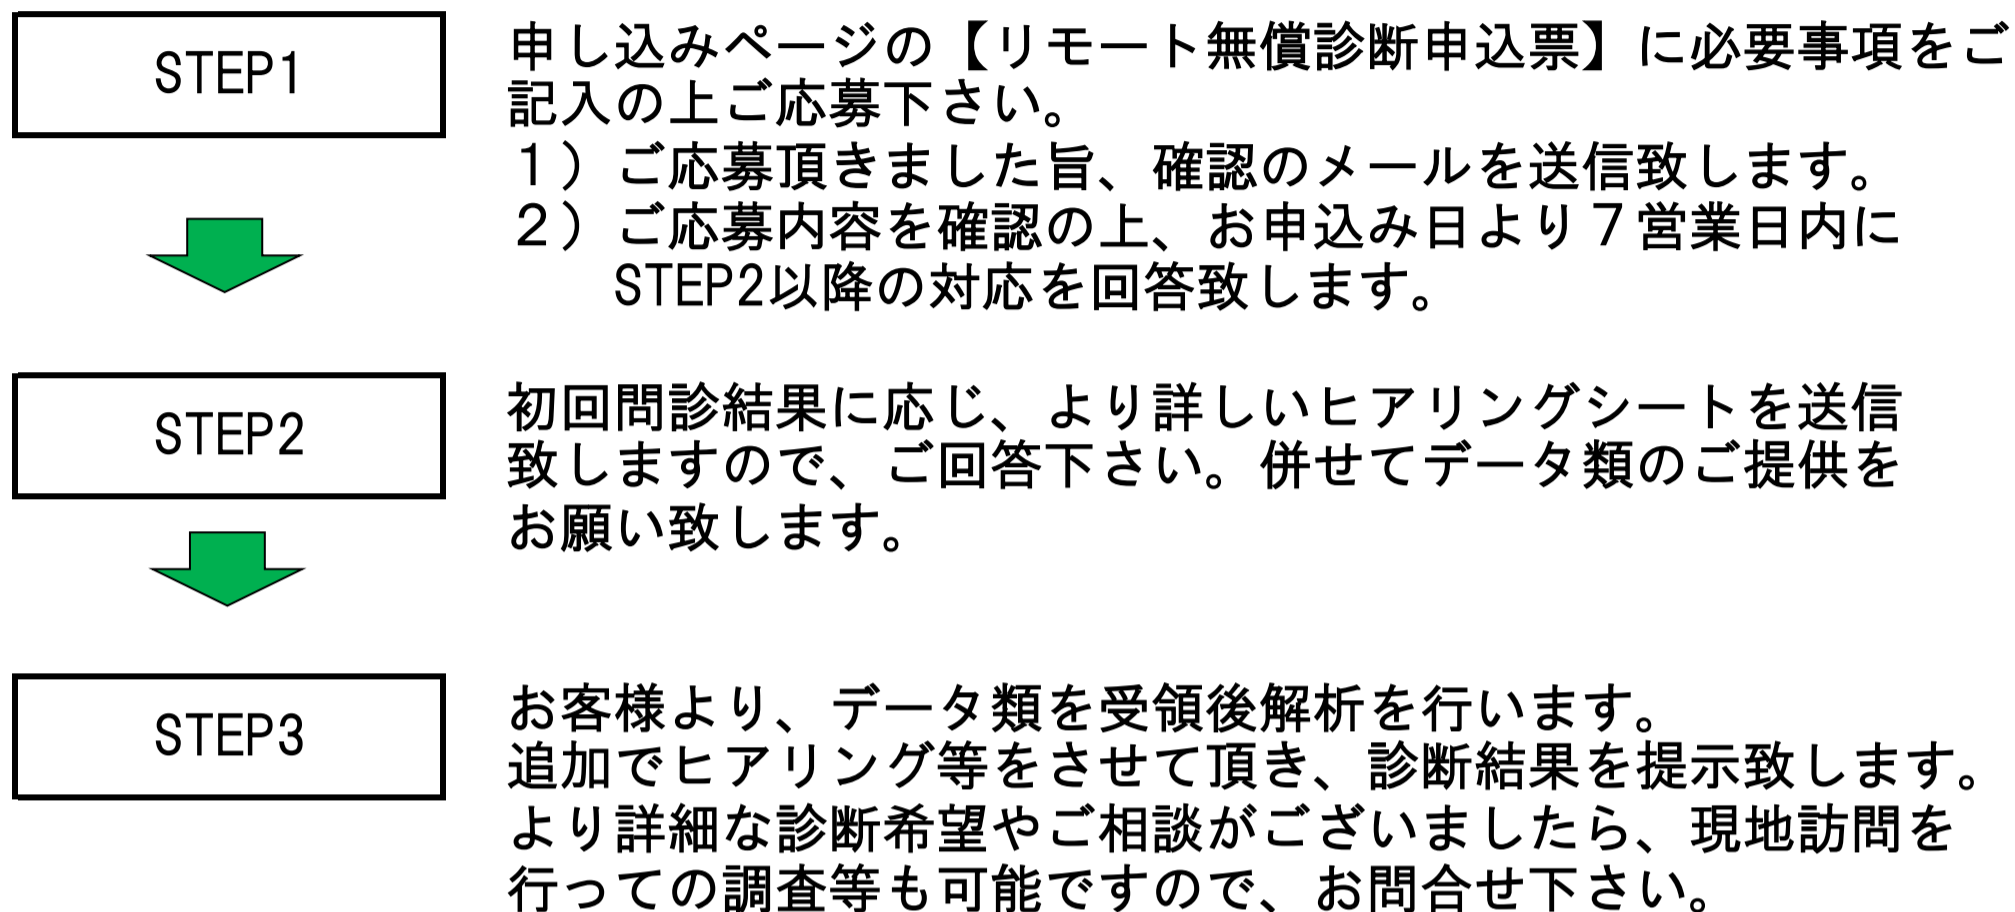 STEP1
申し込みページの【リモート無償診断申込票】に必要事項をご
記入の上ご応募下さい。
１）ご応募頂きました旨、確認のメールを送信致します。
２）ご応募内容を確認の上、お申込み日より７営業日内に
STEP2以降の対応を回答致します。
STEP2
初回問診結果に応じ、より詳しいヒアリングシートを送信
致しますので、ご回答下さい。併せてデータ類のご提供を
お願い致します。
STEP3
お客様より、データ類を受領後解析を行います。
追加でヒアリング等をさせて頂き、診断結果を提示致します。
より詳細な診断希望やご相談がございましたら、現地訪問を
行っての調査等も可能ですので、お問合せ下さい。